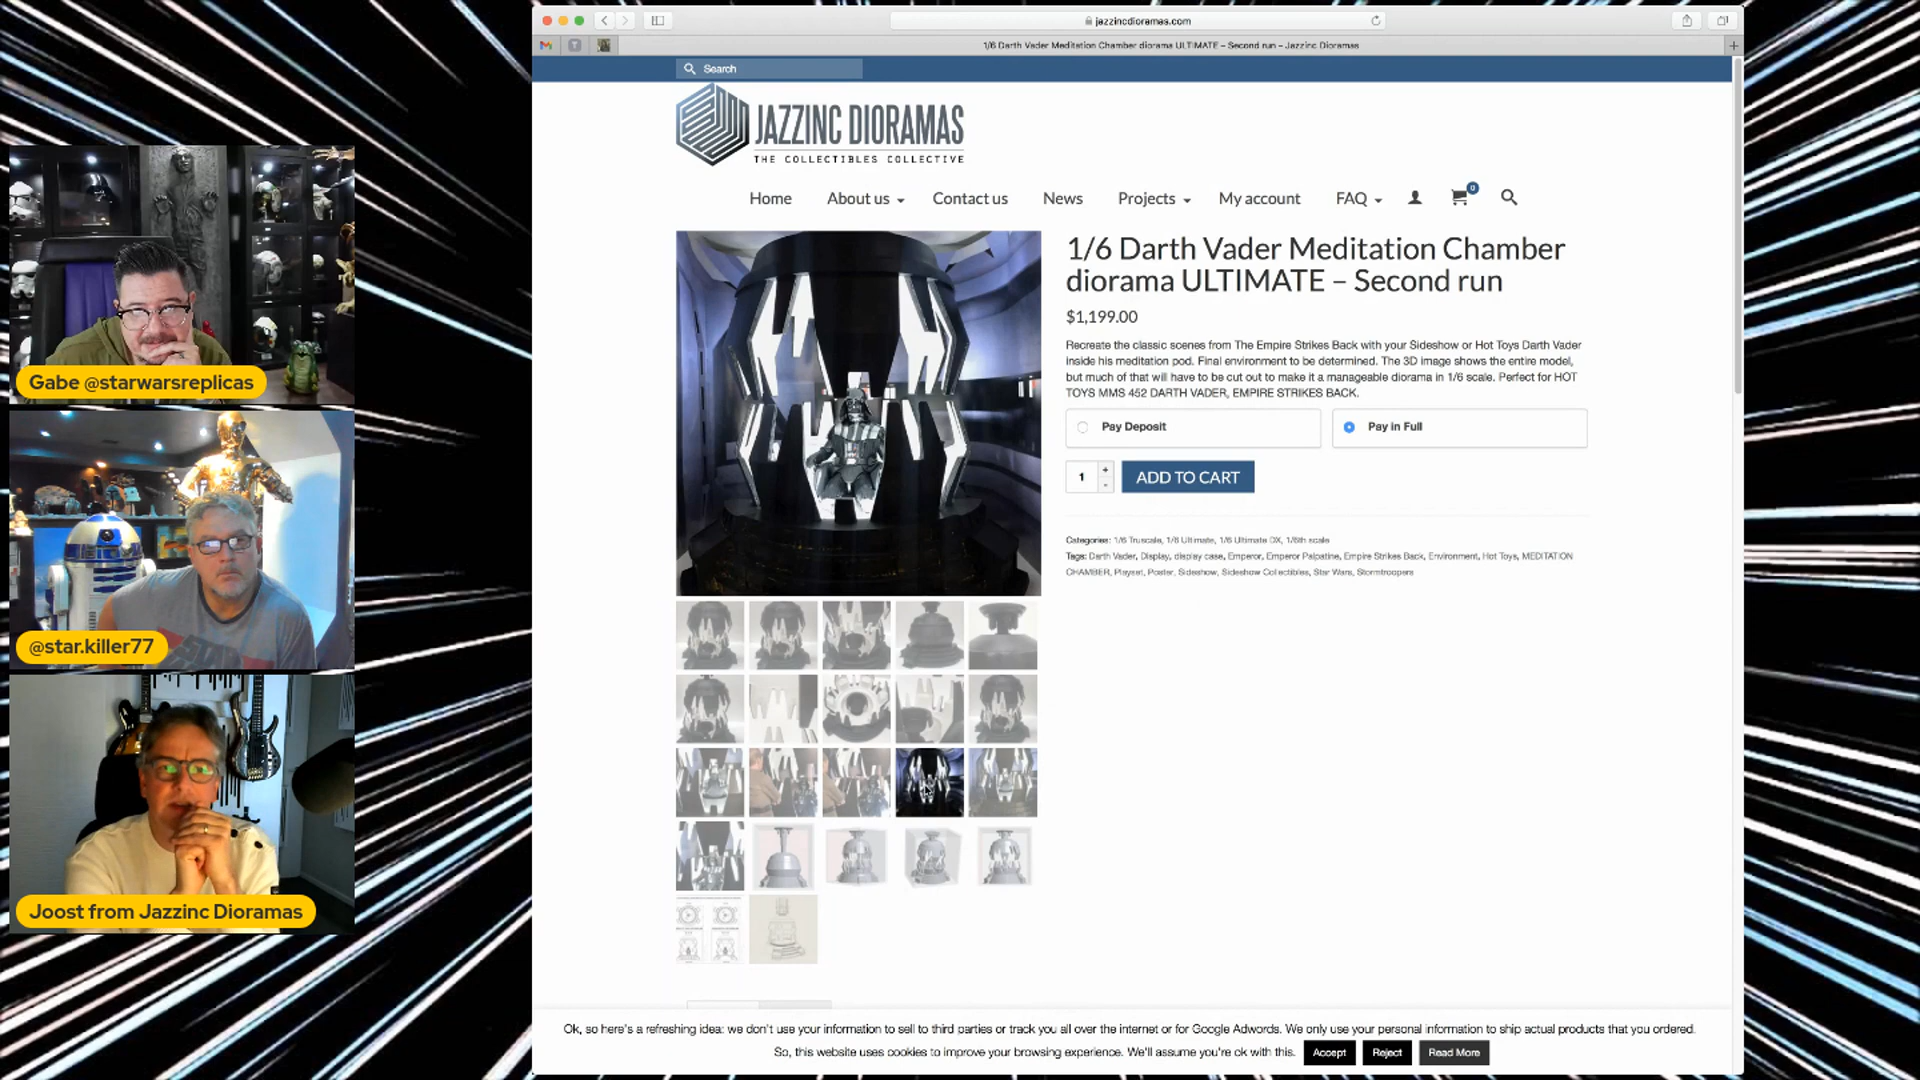 jazzincdioramas.com
1/6 Darth Vader Meditation Chamber diorama ULTIMATE – Second run – Jazzinc Dioramas
Search
JAZZINC DIORAMAS
THE COLLECTIBLES COLLECTIVE
Home About us Contact us News Projects My account FAQ 0
1/6 Darth Vader Meditation Chamber
diorama ULTIMATE – Second run
$1,199.00
Recreate the classic scenes from The Empire Strikes Back with your Sideshow or Hot Toys Darth Vader
inside his meditation pod. Final environment to be determined. The 3D image shows the entire model,
but much of that will have to be cut out to make it a manageable diorama in 1/6 scale. Perfect for HOT
TOYS MMS 452 DARTH VADER, EMPIRE STRIKES BACK.
Pay Deposit Pay in Full
1 + - ADD TO CART
Categories: 1/6 Truscale, 1/6 Ultimate, 1/6 Ultimate DX, 1/6th scale
Tags: Darth Vader, Display, display case, Emperor, Emperor Palpatine, Empire Strikes Back, Environment, Hot Toys, MEDITATION
CHAMBER, Playset, Poster, Sideshow, Sideshow Collectibles, Star Wars, Stormtroopers
Gabe @starwarsreplicas
@star.killer77
Joost from Jazzinc Dioramas
Ok, so here's a refreshing idea: we don't use your information to sell to third parties or track you all over the internet or for Google Adwords. We only use your personal information to ship actual products that you ordered.
So, this website uses cookies to improve your browsing experience. We'll assume you're ok with this. Accept Reject Read More